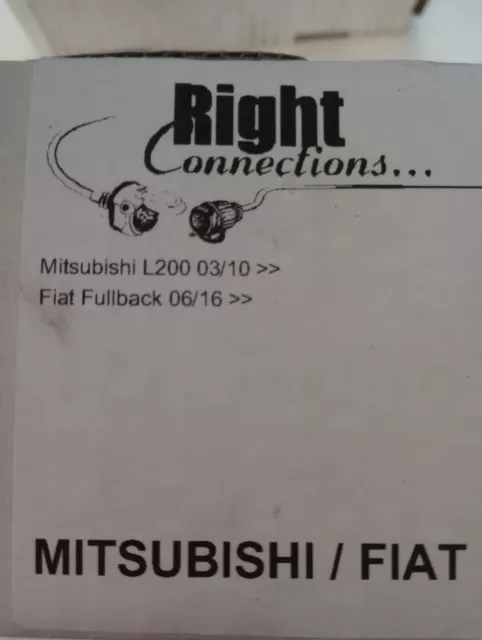 Right
Connections...
Mitsubishi L200 03/10 >>
Fiat Fullback 06/16 >>
MITSUBISHI / FIAT